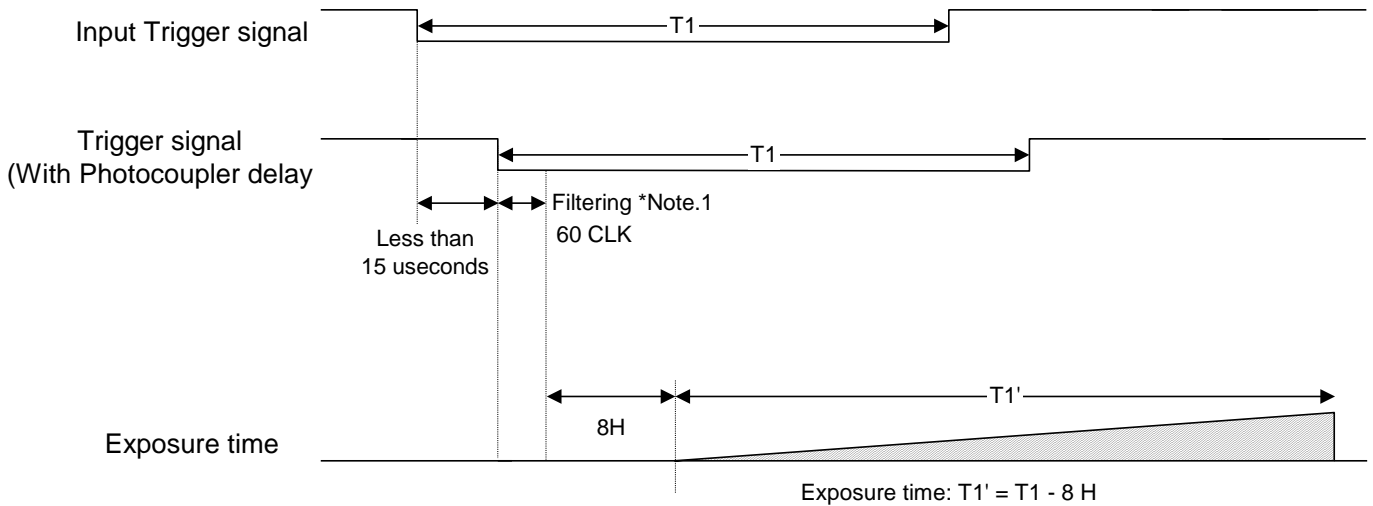 Input Trigger signal
T1
Trigger signal
(With Photocoupler delay
T1
Filtering *Note.1
60 CLK
Less than
15 useconds
T1'
8H
Exposure time
Exposure time: T1' = T1 - 8 H